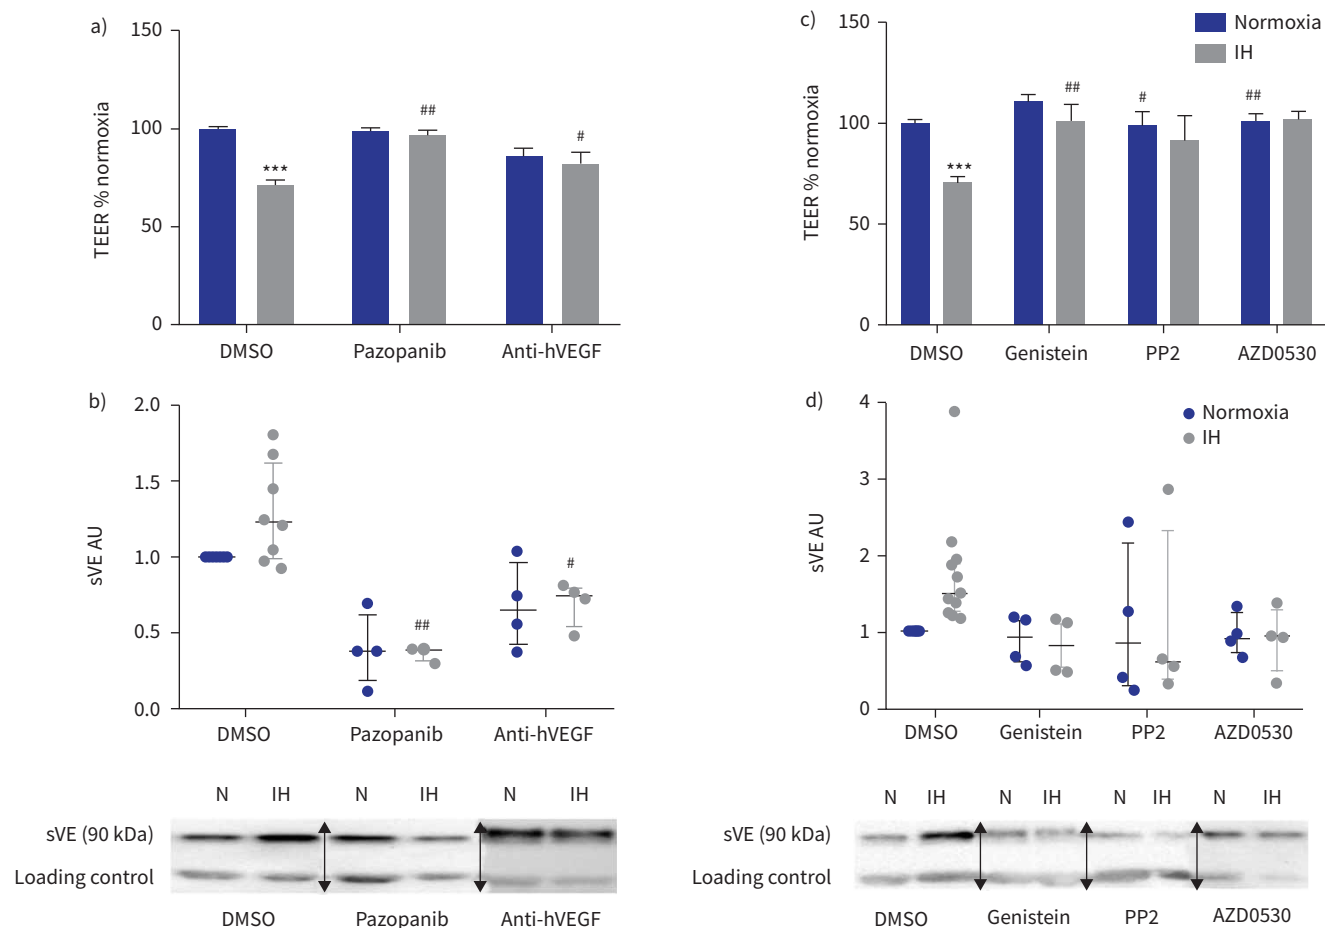 a)
150
100
50
0
TEER % normoxia
***
##
#
DMSO
Pazopanib
Anti-hVEGF
c)
150
100
50
0
TEER % normoxia
Normoxia
IH
***
##
#
##
DMSO
Genistein
PP2
AZD0530
b)
2.0
1.5
1.0
0.5
0.0
sVE AU
##
#
DMSO
Pazopanib
Anti-hVEGF
N
IH
N
IH
N
IH
sVE (90 kDa)
Loading control
DMSO
Pazopanib
Anti-hVEGF
d)
4
3
2
1
0
sVE AU
Normoxia
IH
DMSO
Genistein
PP2
AZD0530
N
IH
N
IH
N
IH
N
IH
sVE (90 kDa)
Loading control
DMSO
Genistein
PP2
AZD0530